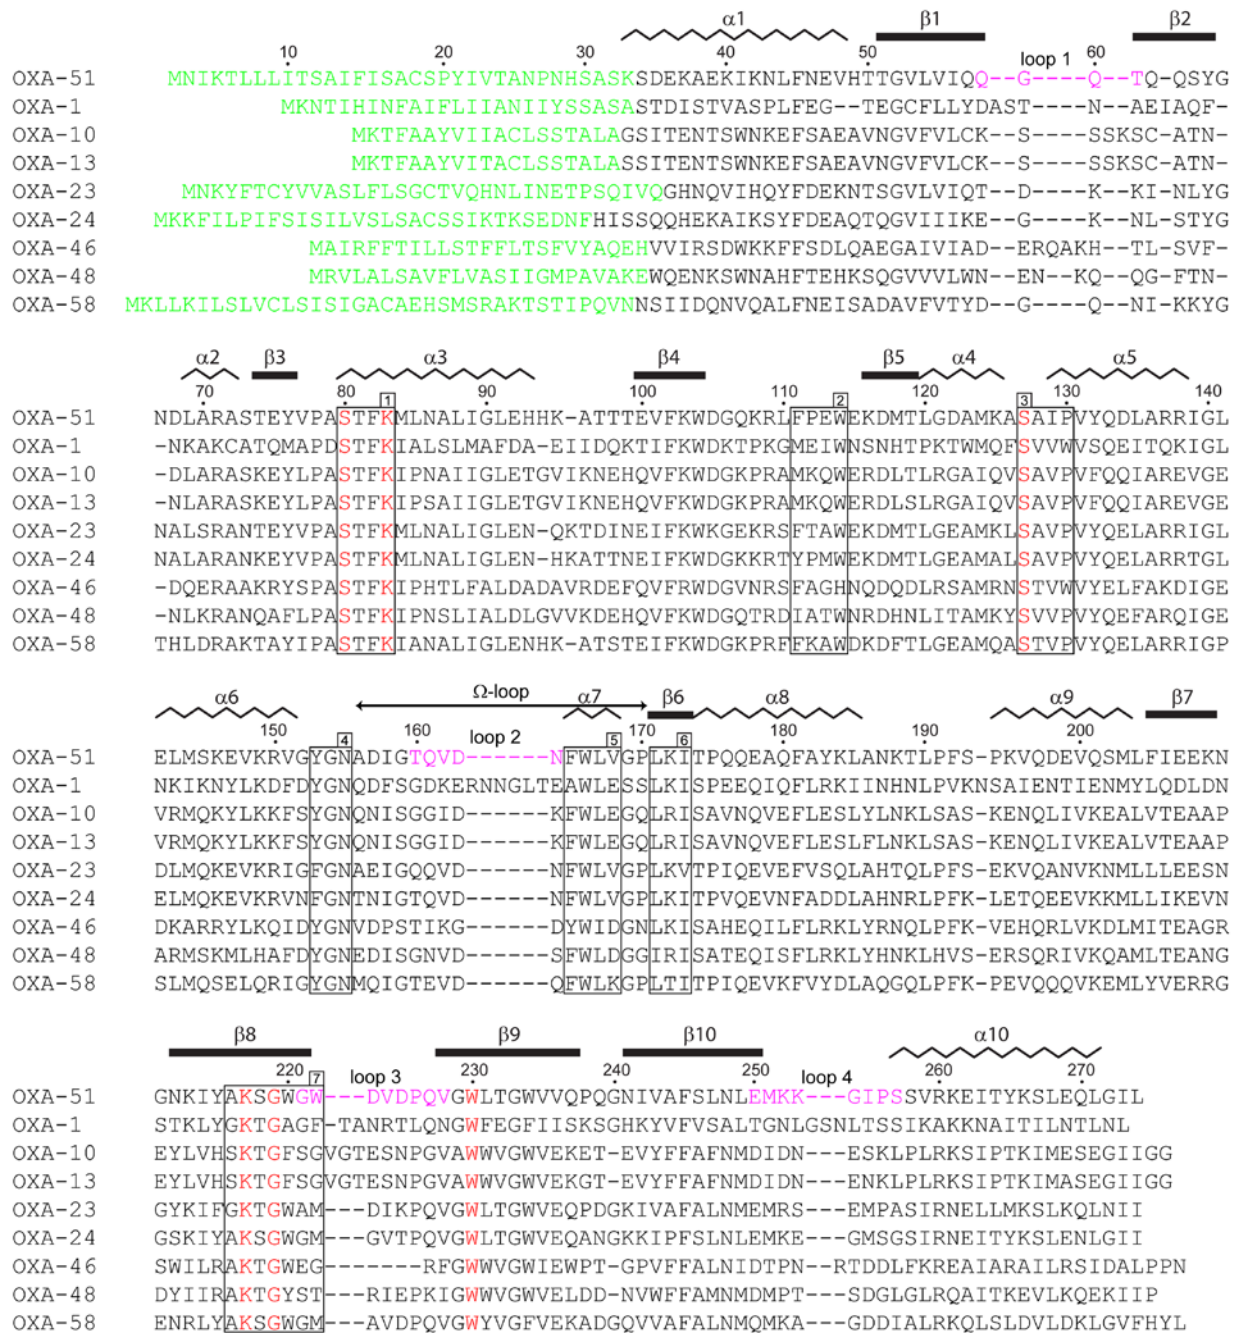 α1 β1 β2
10 20 30 40 50 loop 1 60
OXA-51 MNIKTLLLITSAIFISACSPYIVTANPNHSASKSDEKAEKIKNLFNEVHTTGVLVIQQ--G----Q--TQ-QSYG
OXA-1 MKNTIHINFAIFLIIANIIYSSASASTDISTVASPLFEG--TEGCFLLYDAST----N--AEIAQF-
OXA-10 MKTFAAYVIIACLSSTALAGSITENTSWNKEFSAEAVNGVFVLCK--S----SSKSC-ATN-
OXA-13 MKTFAAYVITACLSSTALASSITENTSWNKEFSAEAVNGVFVLCK--S----SSKSC-ATN-
OXA-23 MNKYFTCYVVASLFLSGCTVQHNLINETPSQIVQGHNQVIHQYFDEKNTSGVLVIQT--D----K--KI-NLYG
OXA-24 MKKFILPIFSISILVSLSACSSIKTKSEDNFHISSQQHEKAIKSYFDEAQTQGVIIIKE--G----K--NL-STYG
OXA-46 MAIRFFTILLSTFFLTSFVYAQEHVVIRSDWKKFFSDLQAEGAIVIAD--ERQAKH--TL-SVF-
OXA-48 MRVLALSAVFLVASIIGMPAVAKEWQENKSWNAHFTEHKSQGVVVLWN--EN--KQ--QG-FTN-
OXA-58 MKLLKILSLVCLSISIGACAEHSMSRAKTSTIPQVNNSIIDQNVQALFNEISADAVFVTYD--G----Q--NI-KKYG
α2 β3 α3 β4 β5 α4 α5
70 80 1 90 100 110 2 120 3 130 140
OXA-51 NDLARASTEYVPASTFKMLNALIGLEHHK-ATTTEVFKWDGQKRLFPEWEKDMTLGDAMKASAIPVYQDLARRIGL
OXA-1 -NKAKCATQMAPDSTFKIALSLMAFDA-EIIDQKTIFKWDKTPKGMEIWNSNHTPKTWMQFSVVWVSQEITQKIGL
OXA-10 -DLARASKEYLPASTFKIPNAIIGLETGVIKNEHQVFKWDGKPRAMKQWERDLTLRGAIQVSAVPVFQQIAREVGE
OXA-13 -DLARASKEYLPASTFKIPSAIIGLETGVIKNEHQVFKWDGKPRAMKQWERDLSLRGAIQVSAVPVFQQIAREVGE
OXA-23 NALSRANTEYVPASTFKMLNALIGLEN-QKTDINEIFKWKGEKRSFTAWEKDMTLGEAMKLSAVPVYQELARRIGL
OXA-24 NALARANKEYVPASTFKMLNALIGLEN-HKATTNEIFKWDGKKRTYPMWEKDMTLGEAMALSAVPVYQELARRTGL
OXA-46 -DQERAAKRYSPASTFKIPHTLFALDADAVRDEFQVFRWDGVNRSFAGHNQDQDLRSAMRNSTVWVYELFAKDIGE
OXA-48 -NLKRANQAFLPASTFKIPNSLIALDLGVVKDEHQVFKWDGQTRDIATWNRDHNLITAMKYSVVPVYQEFARQIGE
OXA-58 THLDRAKTAYIPASTFKIANALIGLENHK-ATSTEIFKWDGKPRFFKAWDKDFTLGEAMQASTVPVYQELARRIGP
α6 Ω-loop α7 β6 α8 α9 β7
150 4 160 loop 2 5 170 6 180 190 200
OXA-51 ELMSKEVKRVGYGNADIGTQVD------NFWLVGPLKITPQQEAQFAYKLANKTLPFS-PKVQDEVQSMLFIEEKN
OXA-1 NKIKNYLKDFDYGNQDFSGDKERNNGLTEAWLESSLKISPEEQIQFLRKIINHNLPVKNSAIENTIENMYLQDLDN
OXA-10 VRMQKYLKKFSYGNQNISGGID------KFWLEGQLRISAVNQVEFLESLYLNKLSAS-KENQLIVKEALVTEAAP
OXA-13 VRMQKYLKKFSYGNQNISGGID------KFWLEGQLRISAVNQVEFLESLFLNKLSAS-KENQLIVKEALVTEAAP
OXA-23 DLMQKEVKRIGFGNAEIGQQVD------NFWLVGPLKVTPIQEVEFVSQLAHTQLPFS-EKVQANVKNMLLLEESN
OXA-24 ELMQKEVKRVNFGNTNIGTQVD------NFWLVGPLKITPVQEVNFADDLAHNRLPFK-LETQEEVKKMLLIKEVN
OXA-46 DKARRYLKQIDYGNVDPSTIKG------DYWIDGNLKISAHEQILFLRKLYRNQLPFK-VEHQRLVKDLMITEAGR
OXA-48 ARMSKMLHAFDYGNEDISGNVD------SFWLDGGIRISATEQISFLRKLYHNKLHVS-ERSQRIVKQAMLTEANG
OXA-58 SLMQSELQRIGYGNMQIGTEVD------QFWLKGPLTITPIQEVKFVYDLAQGQLPFK-PEVQQQVKEMLYVERRG
β8 β9 β10 α10
220 7 loop 3 230 240 250 loop 4 260 270
OXA-51 GNKIYAKSGWGW---DVDPQVGWLTGWVVQPQGNIVAFSLNLEMKK---GIPSSVRKEITYKSLEQLGIL
OXA-1 STKLYGKTGAGF-TANRTLQNGWFEGFIISKSGHKYVFVSALTGNLGSNLTSSIKAKKNAITILNTLNL
OXA-10 EYLVHSKTGFSGVGTESNPGVAWWVGWVEKET-EVYFFAFNMDIDN---ESKLPLRKSIPTKIMESEGIIGG
OXA-13 EYLVHSKTGFSGVGTESNPGVAWWVGWVEKGT-EVYFFAFNMDIDN---ENKLPLRKSIPTKIMASEGIIGG
OXA-23 GYKIFGKTGWAM---DIKPQVGWLTGWVEQPDGKIVAFALNMEMRS---EMPASIRNELLMKSLKQLNII
OXA-24 GSKIYAKSGWGM---GVTPQVGWLTGWVEQANGKKIPFSLNLEMKE---GMSGSIRNEITYKSLENLGII
OXA-46 SWILRAKTGWEG------RFGWWVGWIEWPT-GPVFFALNIDTPN---RTDDLFKREAIARAILRSIDALPPN
OXA-48 DYIIRAKTGYST---RIEPKIGWWVGWVELDD-NVWFFAMNMDMPT---SDGLGLRQAITKEVLKQEKIIP
OXA-58 ENRLYAKSGWGM---AVDPQVGWYVGFVEKADGQVVAFALNMQMKA---GDDIALRKQLSLDVLDKLGVFHYL